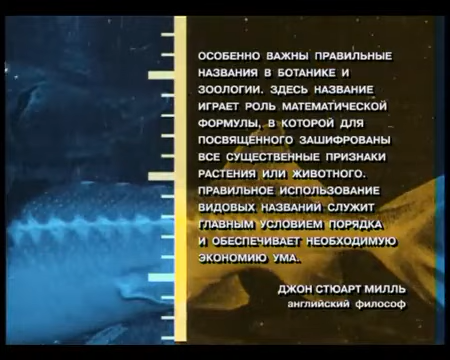 ОСОБЕННО ВАЖНЫ ПРАВИЛЬНЫЕ
НАЗВАНИЯ В БОТАНИКЕ И
ЗООЛОГИИ. ЗДЕСЬ НАЗВАНИЕ
ИГРАЕТ РОЛЬ МАТЕМАТИЧЕСКОЙ
ФОРМУЛЫ, В КОТОРОЙ ДЛЯ
ПОСВЯЩЕННОГО ЗАШИФРОВАНЫ
ВСЕ СУЩЕСТВЕННЫЕ ПРИЗНАКИ
РАСТЕНИЯ ИЛИ ЖИВОТНОГО.
ПРАВИЛЬНОЕ ИСПОЛЬЗОВАНИЕ
ВИДОВЫХ НАЗВАНИЙ СЛУЖИТ
ГЛАВНЫМ УСЛОВИЕМ ПОРЯДКА
И ОБЕСПЕЧИВАЕТ НЕОБХОДИМУЮ
ЭКОНОМИЮ УМА.
ДЖОН СТЮАРТ МИЛЛЬ
английский философ